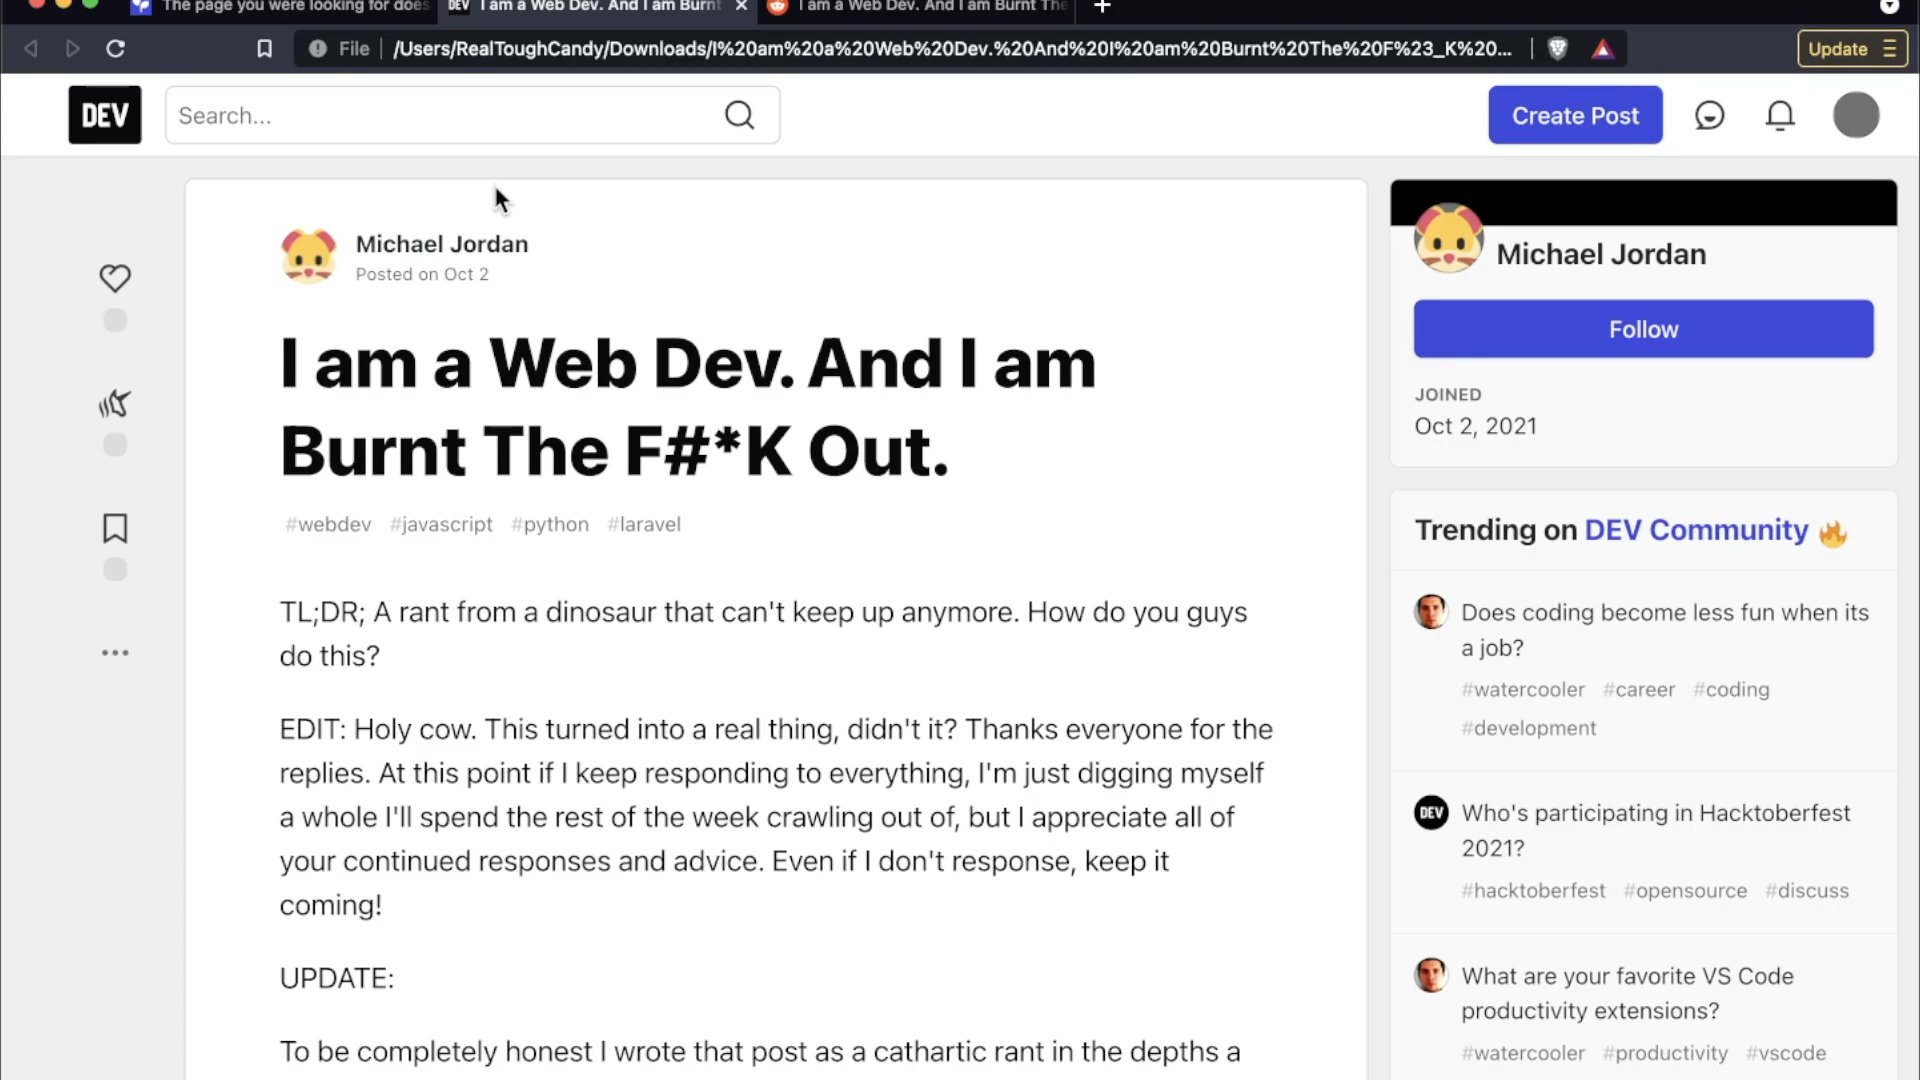 The page you were looking for does
DEV I am a Web Dev. And I am Burnt
I am a Web Dev. And I am Burnt The
File /Users/RealToughCandy/Downloads/I%20am%20a%20Web%20Dev.%20And%20I%20am%20Burnt%20The%20F%23_K%20...
Update
DEV
Search...
Create Post
Michael Jordan
Posted on Oct 2
I am a Web Dev. And I am
Burnt The F#*K Out.
#webdev #javascript #python #laravel
TL;DR; A rant from a dinosaur that can't keep up anymore. How do you guys
do this?
EDIT: Holy cow. This turned into a real thing, didn't it? Thanks everyone for the
replies. At this point if I keep responding to everything, I'm just digging myself
a whole I'll spend the rest of the week crawling out of, but I appreciate all of
your continued responses and advice. Even if I don't response, keep it
coming!
UPDATE:
To be completely honest I wrote that post as a cathartic rant in the depths a
Michael Jordan
Follow
JOINED
Oct 2, 2021
Trending on DEV Community
Does coding become less fun when its
a job?
#watercooler #career #coding
#development
DEV
Who's participating in Hacktoberfest
2021?
#hacktoberfest #opensource #discuss
What are your favorite VS Code
productivity extensions?
#watercooler #productivity #vscode